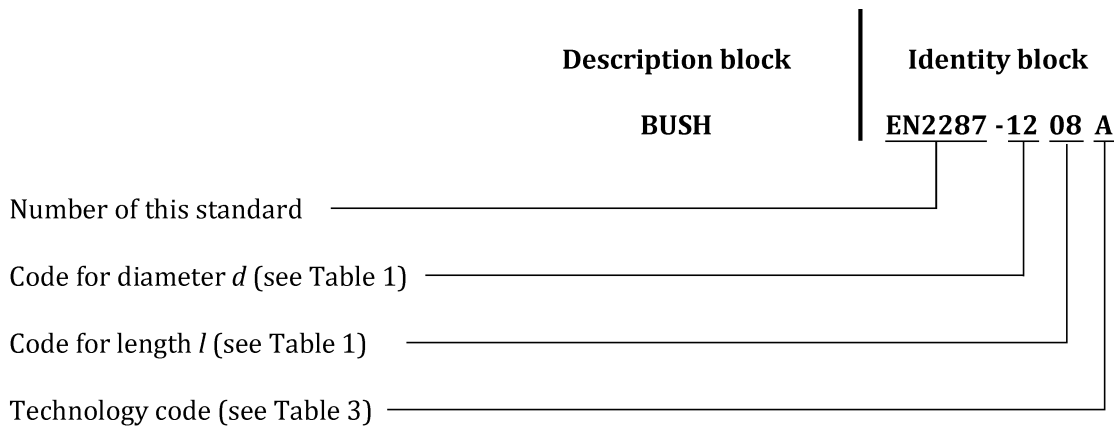 Description block Identity block
BUSH EN2287 -12 08 A
Number of this standard
Code for diameter d (see Table 1)
Code for length l (see Table 1)
Technology code (see Table 3)